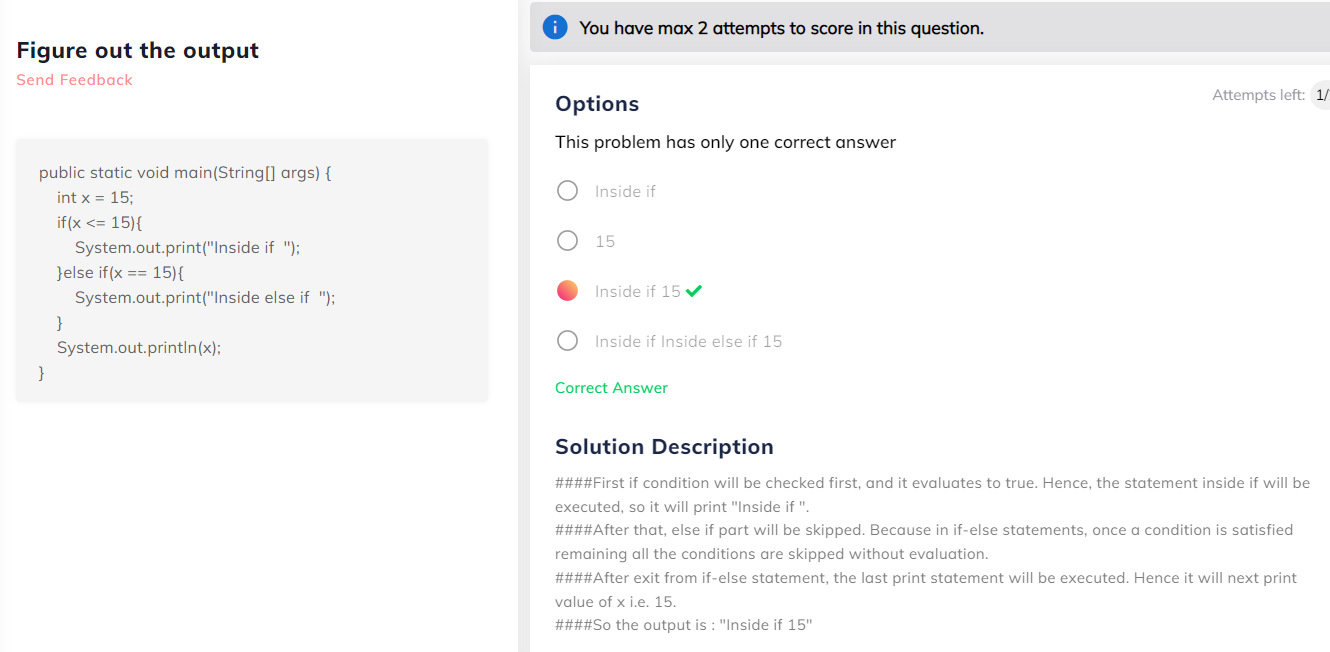 Figure out the output
Send Feedback
public static void main(String[] args) {
int x = 15;
if(x <= 15){
System.out.print("Inside if  ");
}else if(x == 15){
System.out.print("Inside else if  ");
}
System.out.println(x);
}
You have max 2 attempts to score in this question.
Options
Attempts left: 1/
This problem has only one correct answer
Inside if
15
Inside if 15
Inside if Inside else if 15
Correct Answer
Solution Description
####First if condition will be checked first, and it evaluates to true. Hence, the statement inside if will be
executed, so it will print "Inside if ".
####After that, else if part will be skipped. Because in if-else statements, once a condition is satisfied
remaining all the conditions are skipped without evaluation.
####After exit from if-else statement, the last print statement will be executed. Hence it will next print
value of x i.e. 15.
####So the output is : "Inside if 15"